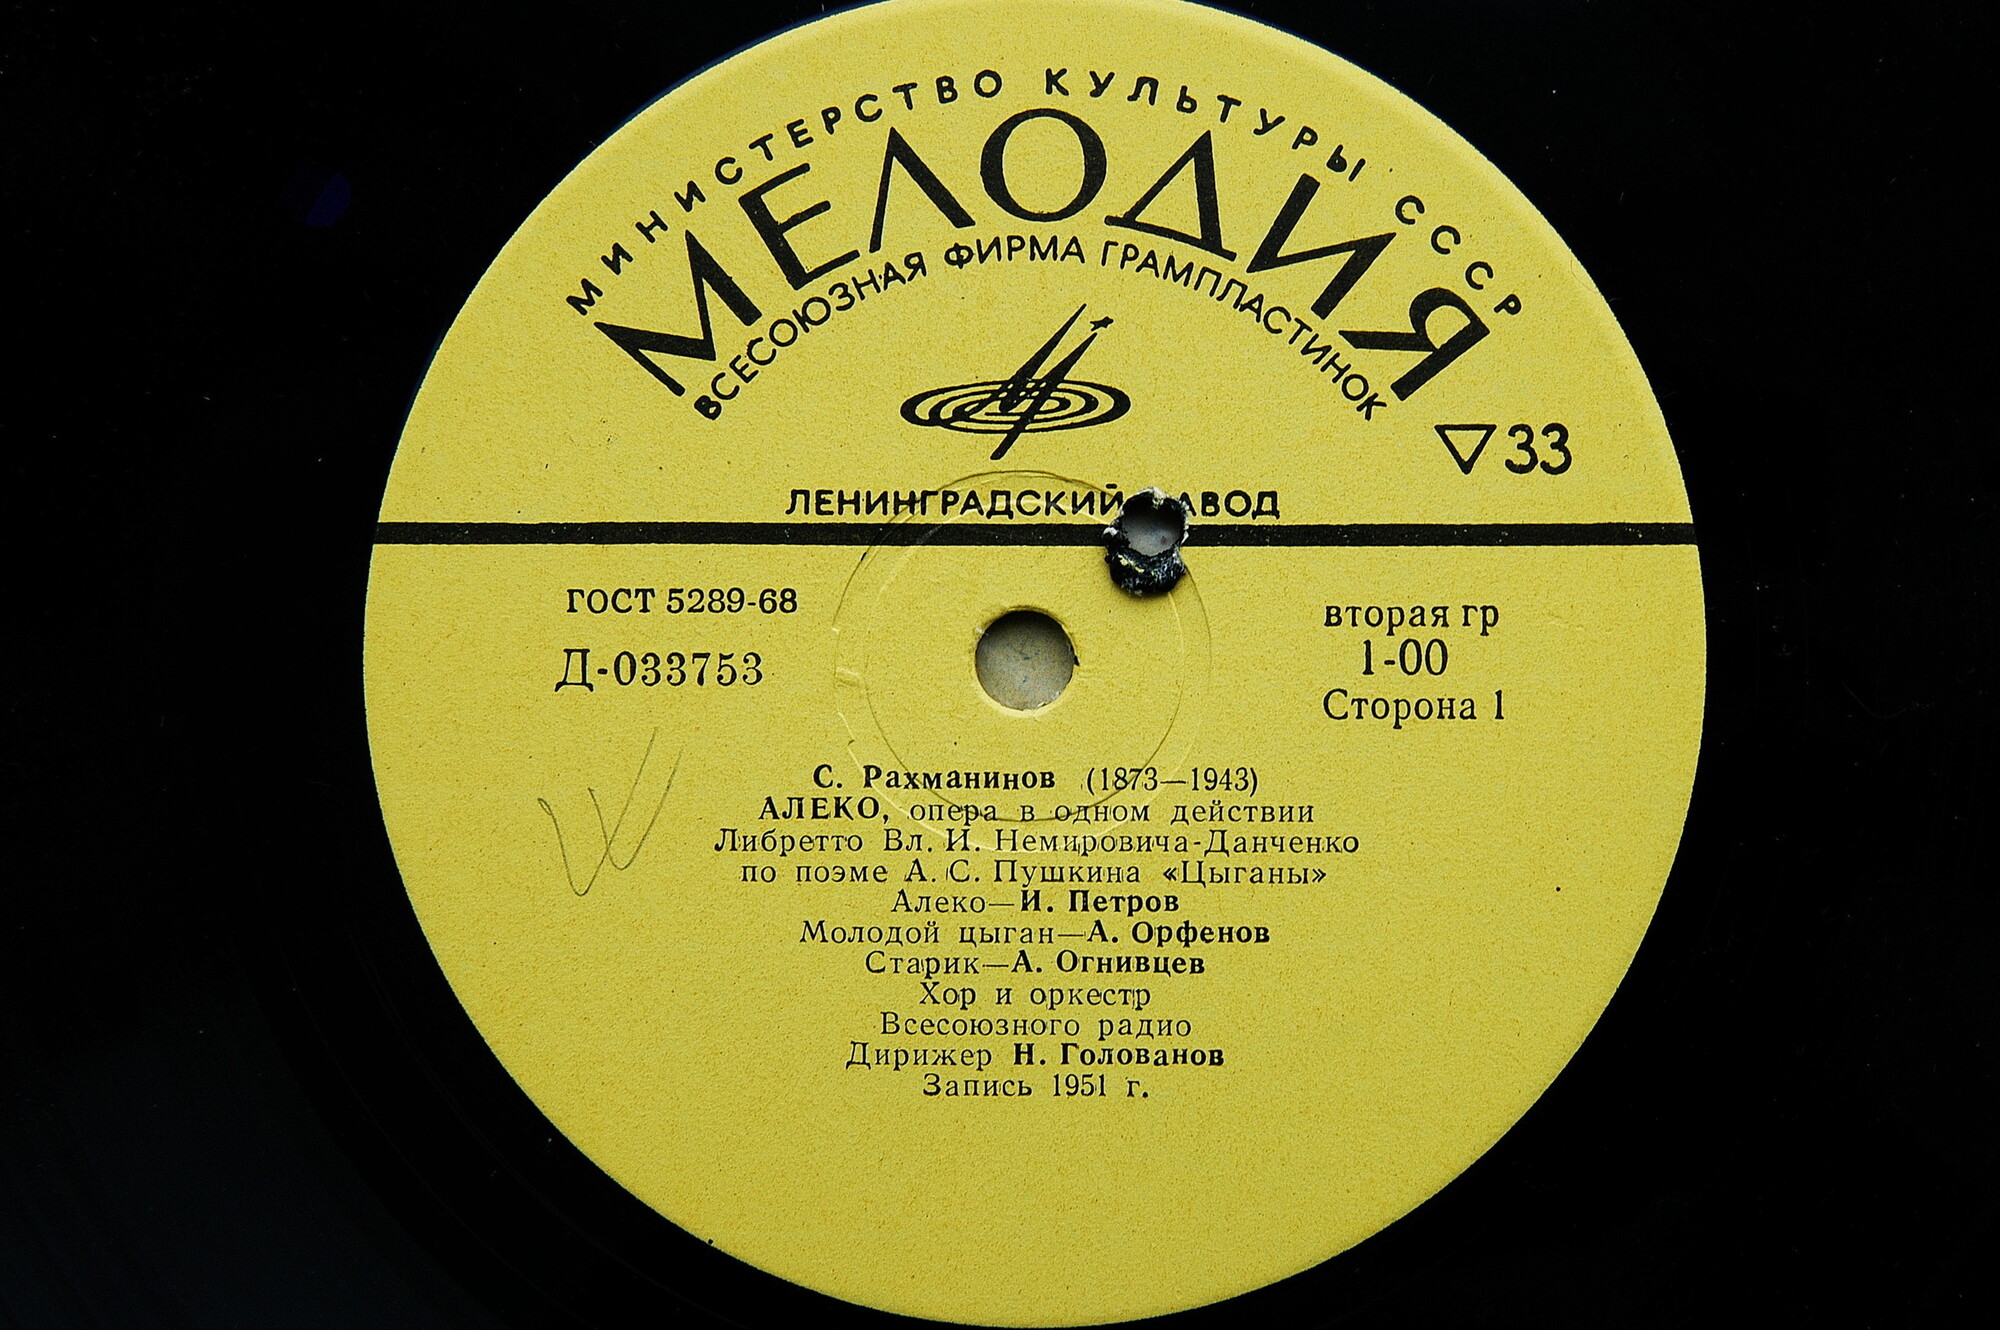 МИНИСТЕРСТВО КУЛЬТУРЫ СССР
МЕЛОДИЯ
ВСЕСОЮЗНАЯ ФИРМА ГРАМПЛАСТИНОК
33
ЛЕНИНГРАДСКИЙ
ГОСТ 5289-68
Д-033753
вторая гр
1-00
Сторона 1
С. Рахманинов (1873—1943)
АЛЕКО, опера в одном действии
Либретто Вл. И. Немировича-Данченко
по поэме А. С. Пушкина «Цыганы»
Алеко—И. Петров
Молодой цыган—А. Орфенов
Старик—А. Огнивцев
Хор и оркестр
Всесоюзного радио
Дирижер Н. Голованов
Запись 1951 г.